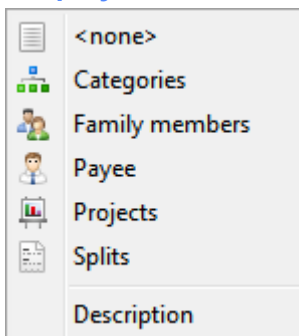 <none>
Categories
Family members
Payee
Projects
Splits
Description